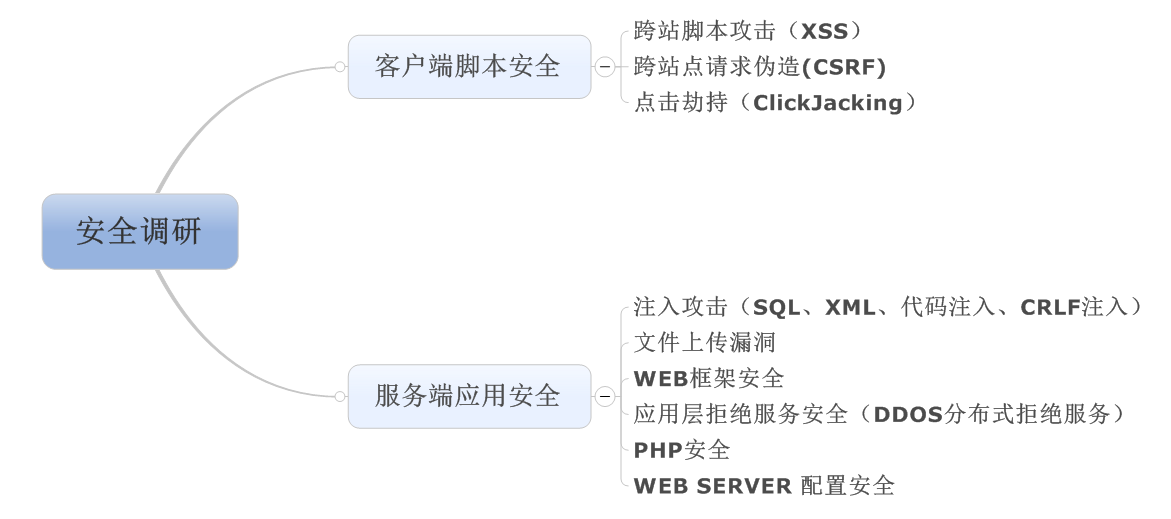 安全调研
客户端脚本安全
跨站脚本攻击（XSS）
跨站点请求伪造(CSRF)
点击劫持（ClickJacking）
服务端应用安全
注入攻击（SQL、XML、代码注入、CRLF注入）
文件上传漏洞
WEB框架安全
应用层拒绝服务安全（DDOS分布式拒绝服务）
PHP安全
WEB SERVER 配置安全